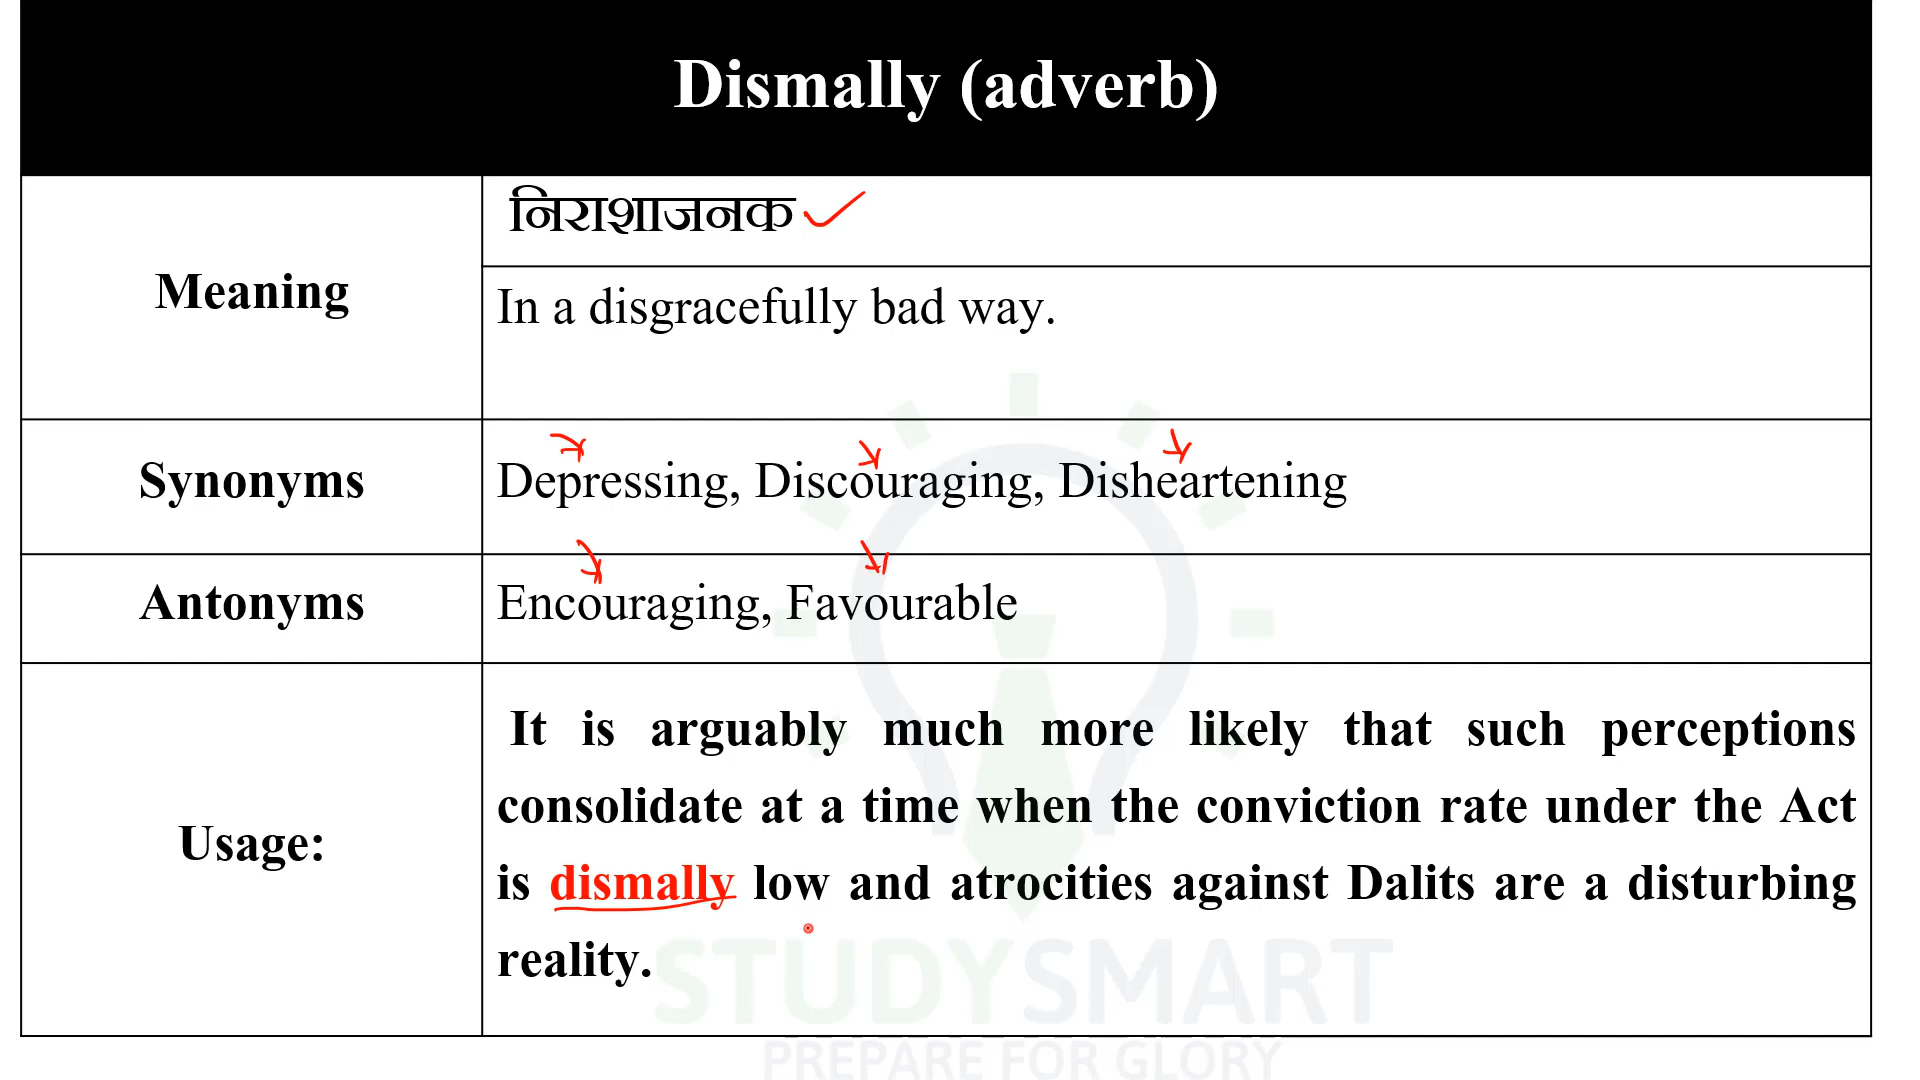 Dismally (adverb)
Meaning
निराशाजनक
In a disgracefully bad way.
Synonyms
Depressing, Discouraging, Disheartening
Antonyms
Encouraging, Favourable
Usage:
It is arguably much more likely that such perceptions
consolidate at a time when the conviction rate under the Act
is dismally low and atrocities against Dalits are a disturbing
reality.
STUDYSMART
PREPARE FOR GLORY